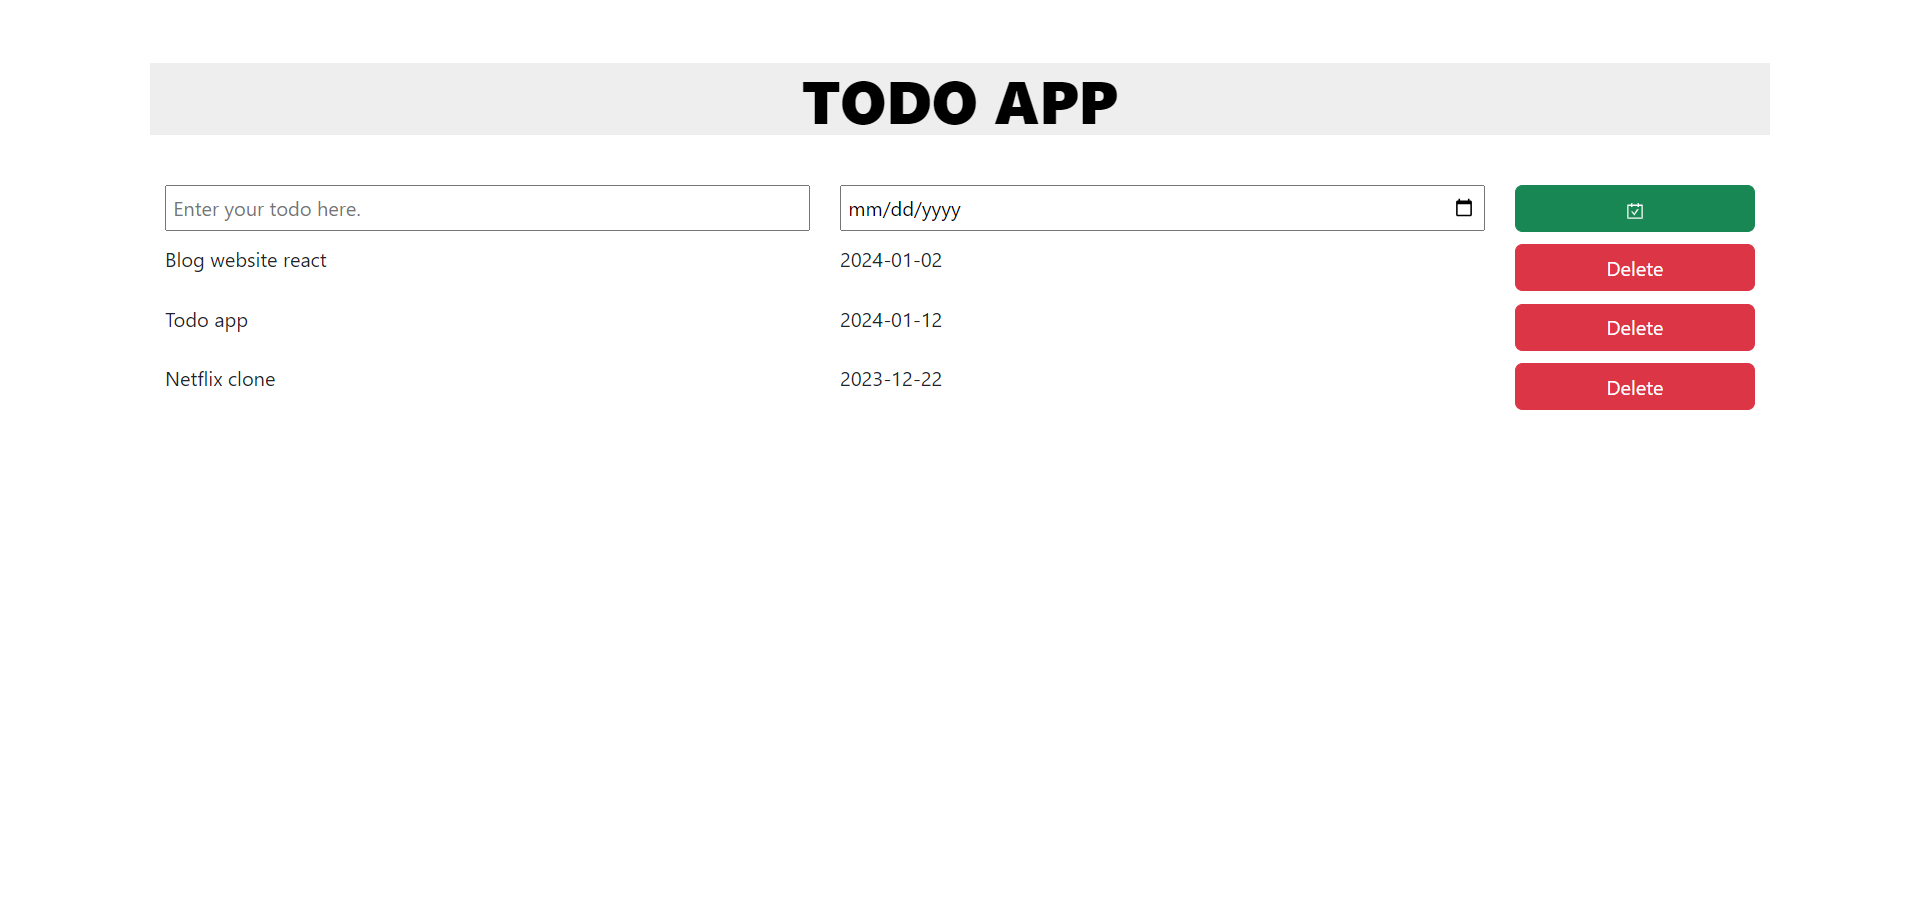 TODO APP
Enter your todo here. mm/dd/yyyy
Blog website react 2024-01-02 Delete
Todo app 2024-01-12 Delete
Netflix clone 2023-12-22 Delete